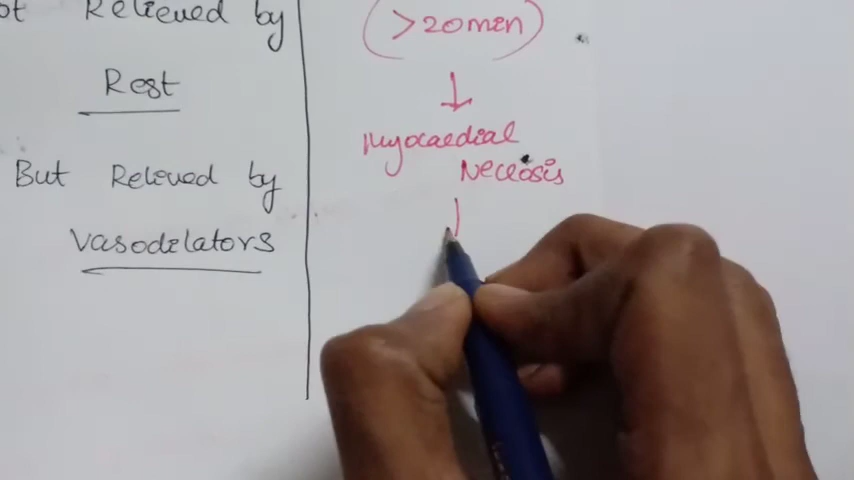 Relieved by
Rest
But Relieved by
Vasodilators
(>20min)
Myocardial
Necrosis